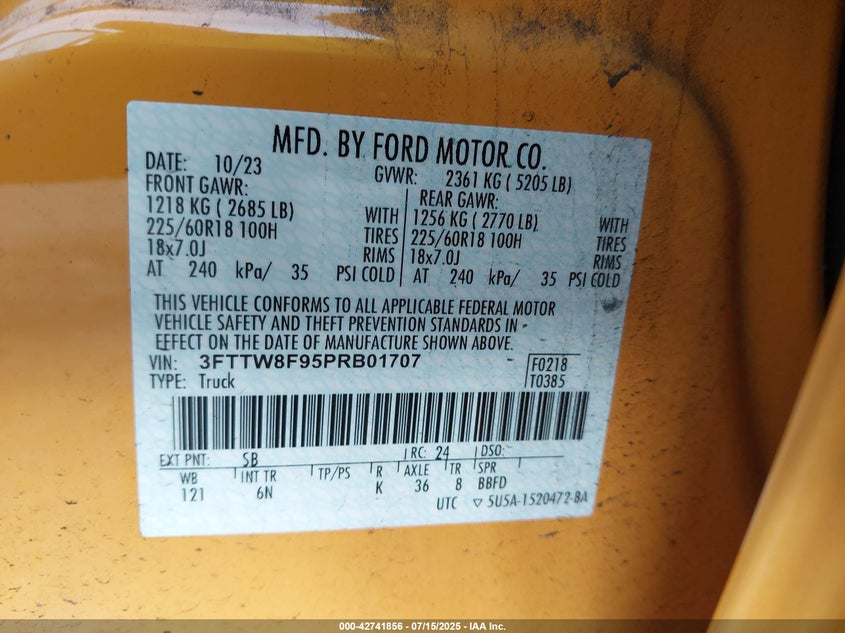 MFD. BY FORD MOTOR CO.
DATE: 10/23
GVWR: 2361 KG ( 5205 LB)
FRONT GAWR:
1218 KG ( 2685 LB) WITH
225/60R18 100H TIRES
18x7.0J RIMS
AT 240 kPa/ 35 PSI COLD
REAR GAWR:
1256 KG ( 2770 LB) WITH
225/60R18 100H TIRES
18x7.0J RIMS
AT 240 kPa/ 35 PSI COLD
THIS VEHICLE CONFORMS TO ALL APPLICABLE FEDERAL MOTOR
VEHICLE SAFETY AND THEFT PREVENTION STANDARDS IN
EFFECT ON THE DATE OF MANUFACTURE SHOWN ABOVE.
VIN: 3FTTW8F95PRB01707
TYPE: Truck
F0218
T0385
EXT PNT: SB RC: 24 DSO:
WB INT TR TP/PS R AXLE TR SPR
121 6N K 36 8 BBFD
UTC ▽ 5U5A-1520472-BA
000-42741856 - 07/15/2025 - IAA Inc.